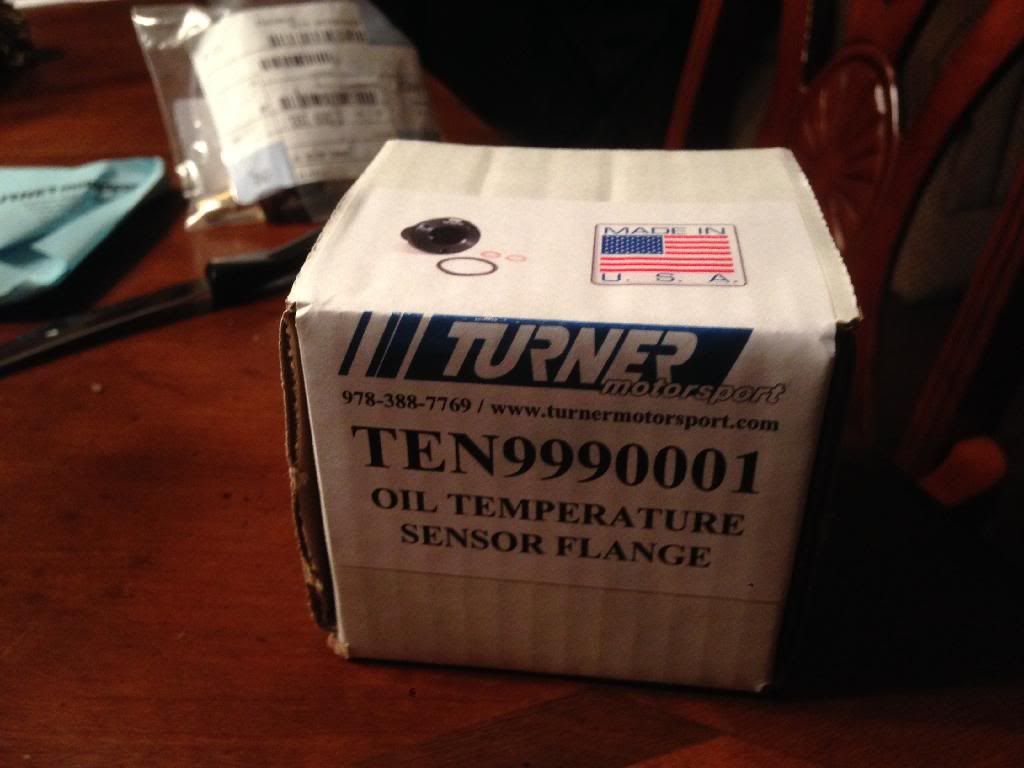 MADE IN
U. S. A.
TURNER
motorsport
978-388-7769 / www.turnermotorsport.com
TEN9990001
OIL TEMPERATURE
SENSOR FLANGE